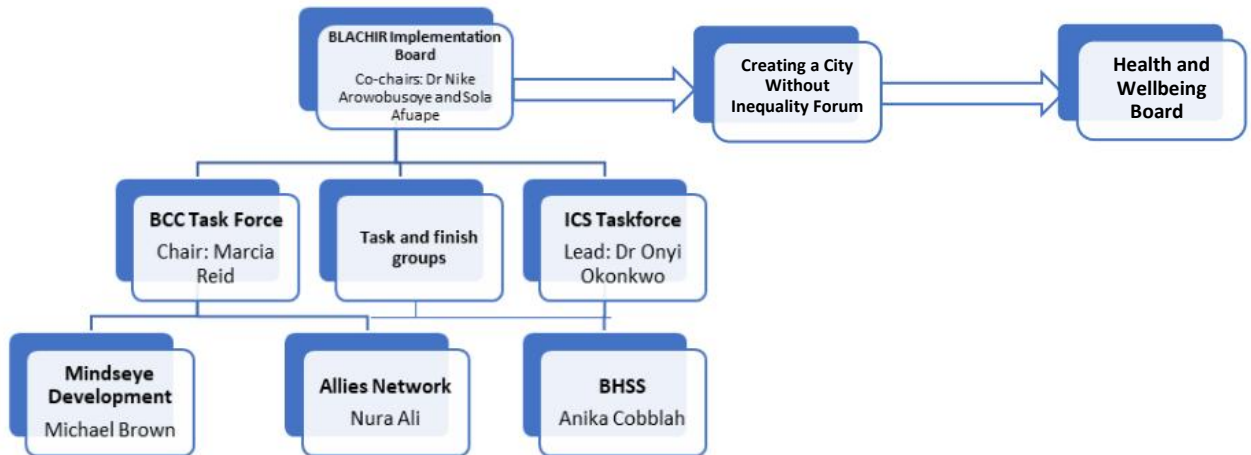 BLACHIR Implementation
Board
Co-chairs: Dr Nike
Arowobusoye and Sola
Afuape
Creating a City
Without
Inequality Forum
Health and
Wellbeing
Board
BCC Task Force
Chair: Marcia
Reid
Task and finish
groups
ICS Taskforce
Lead: Dr Onyi
Okonkwo
Mindseye
Development
Michael Brown
Allies Network
Nura Ali
BHSS
Anika Cobblah